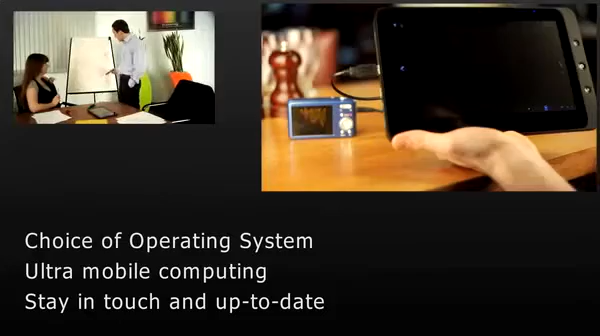 Choice of Operating System
Ultra mobile computing
Stay in touch and up-to-date